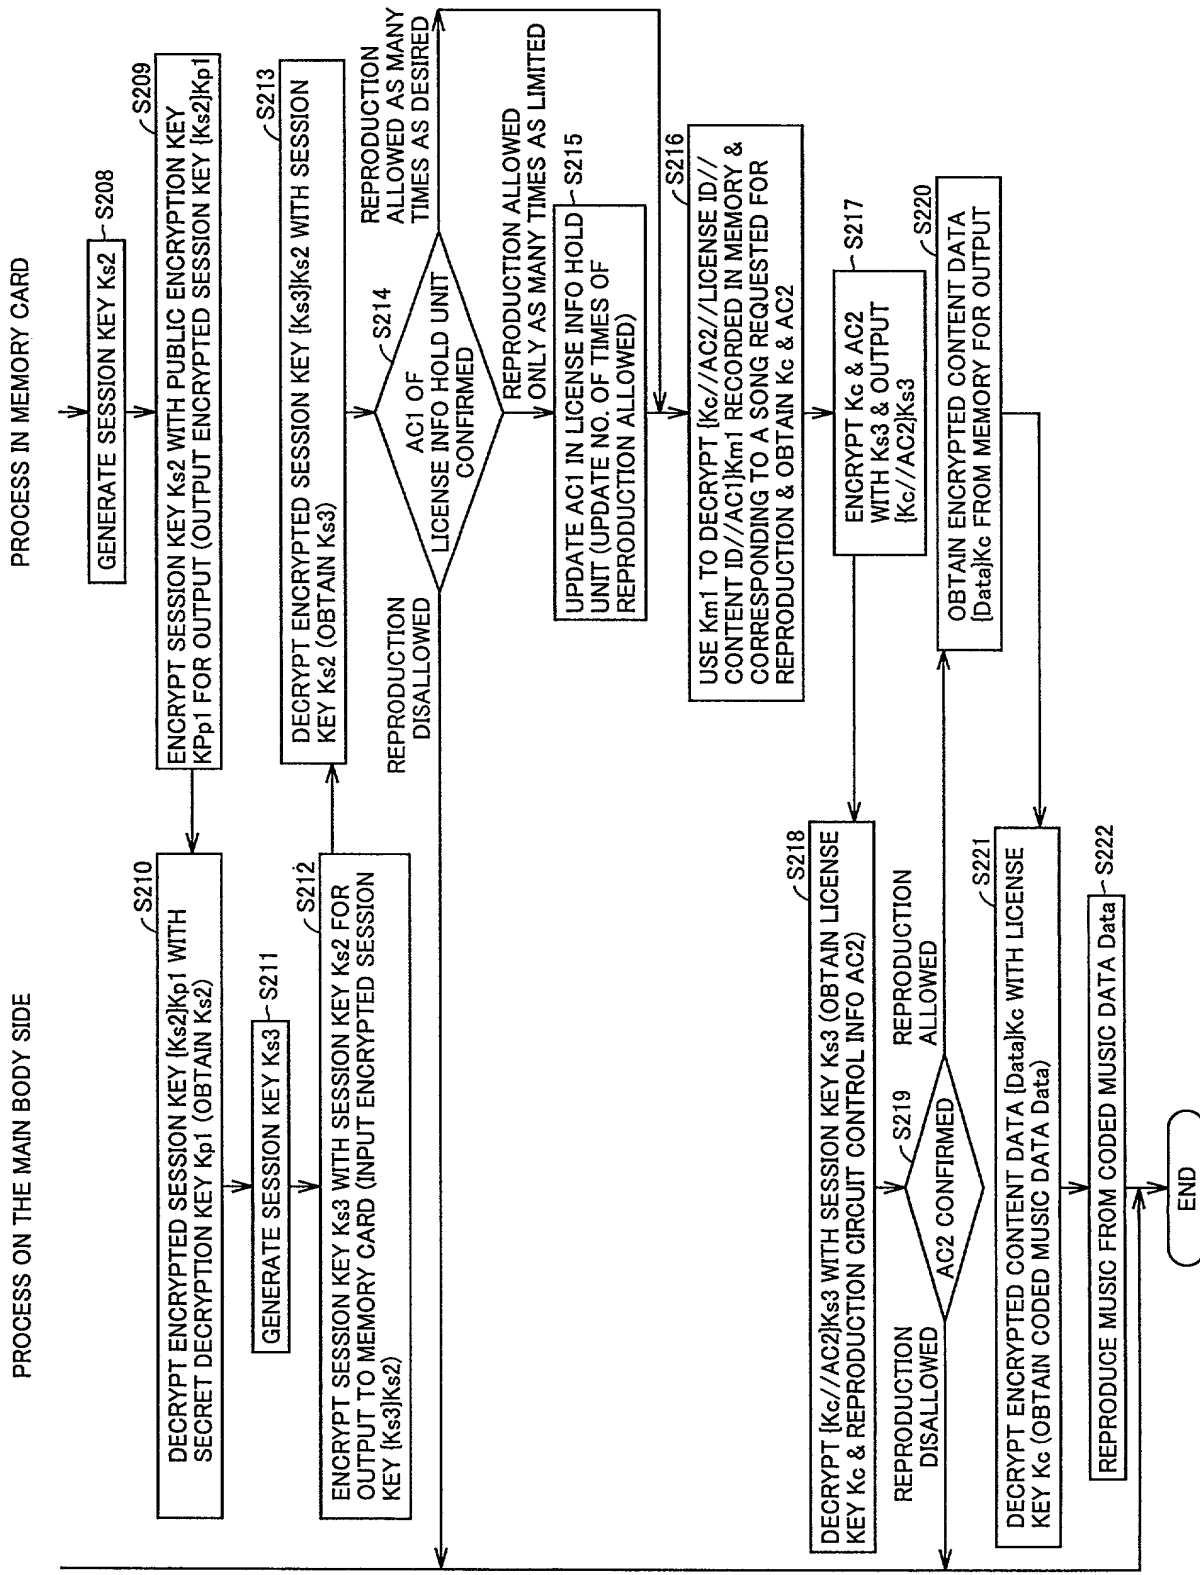 PROCESS ON THE MAIN BODY SIDE
PROCESS IN MEMORY CARD
GENERATE SESSION KEY Ks2
S208
S209
ENCRYPT SESSION KEY Ks2 WITH PUBLIC ENCRYPTION KEY
KPp1 FOR OUTPUT (OUTPUT ENCRYPTED SESSION KEY {Ks2}Kp1
S210
DECRYPT ENCRYPTED SESSION KEY {Ks2}Kp1 WITH
SECRET DECRYPTION KEY Kp1 (OBTAIN Ks2)
GENERATE SESSION KEY Ks3
S211
S212
ENCRYPT SESSION KEY Ks3 WITH SESSION KEY Ks2 FOR
OUTPUT TO MEMORY CARD (INPUT ENCRYPTED SESSION
KEY {Ks3}Ks2)
S213
DECRYPT ENCRYPTED SESSION KEY {Ks3}Ks2 WITH SESSION
KEY Ks2 (OBTAIN Ks3)
S214
AC1 OF
LICENSE INFO HOLD UNIT
CONFIRMED
REPRODUCTION
DISALLOWED
REPRODUCTION
ALLOWED AS MANY
TIMES AS DESIRED
REPRODUCTION ALLOWED
ONLY AS MANY TIMES AS LIMITED
S215
UPDATE AC1 IN LICENSE INFO HOLD
UNIT (UPDATE NO. OF TIMES OF
REPRODUCTION ALLOWED)
S216
USE Km1 TO DECRYPT {Kc//AC2//LICENSE ID//
CONTENT ID//AC1}Km1 RECORDED IN MEMORY &
CORRESPONDING TO A SONG REQUESTED FOR
REPRODUCTION & OBTAIN Kc & AC2
S217
ENCRYPT Kc & AC2
WITH Ks3 & OUTPUT
{Kc//AC2}Ks3
S218
DECRYPT {Kc//AC2}Ks3 WITH SESSION KEY Ks3 (OBTAIN LICENSE
KEY Kc & REPRODUCTION CIRCUIT CONTROL INFO AC2)
S219
AC2 CONFIRMED
REPRODUCTION
DISALLOWED
REPRODUCTION
ALLOWED
S220
OBTAIN ENCRYPTED CONTENT DATA
{Data}Kc FROM MEMORY FOR OUTPUT
S221
DECRYPT ENCRYPTED CONTENT DATA {Data}Kc WITH LICENSE
KEY Kc (OBTAIN CODED MUSIC DATA Data)
S222
REPRODUCE MUSIC FROM CODED MUSIC DATA Data
END